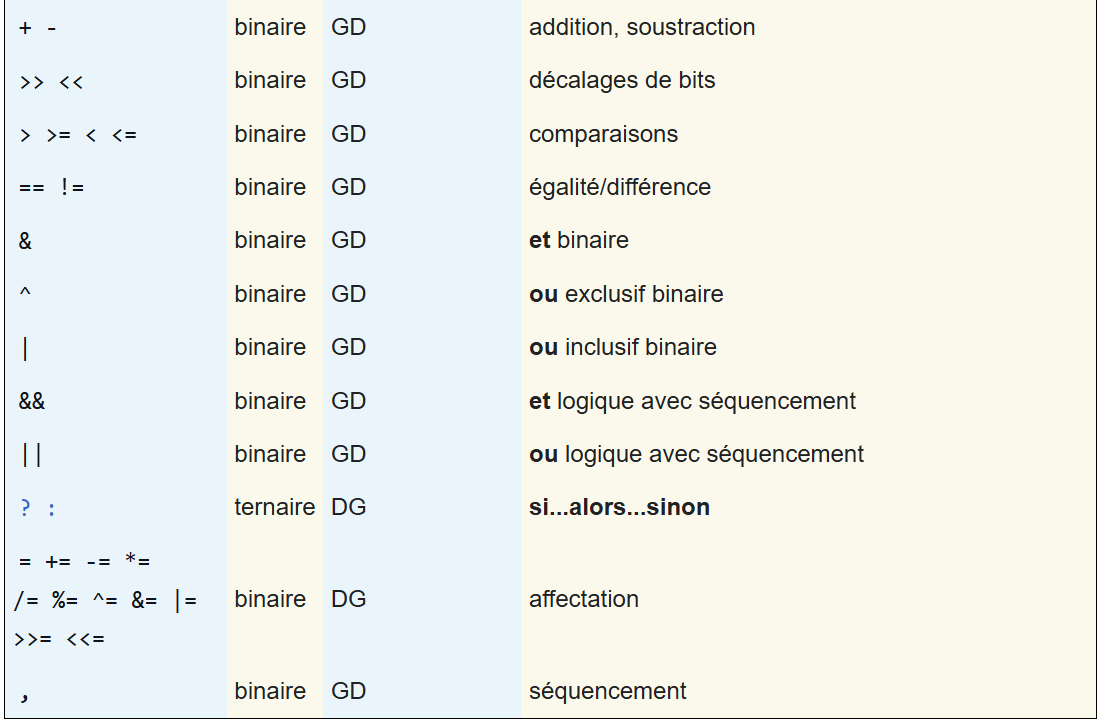 + - binaire GD addition, soustraction
>> << binaire GD décalages de bits
> >= < <= binaire GD comparaisons
== != binaire GD égalité/différence
& binaire GD et binaire
^ binaire GD ou exclusif binaire
| binaire GD ou inclusif binaire
&& binaire GD et logique avec séquencement
|| binaire GD ou logique avec séquencement
? : ternaire DG si...alors...sinon
= += -= *=
/= %= ^= &= |= binaire DG affectation
>>= <<=
, binaire GD séquencement